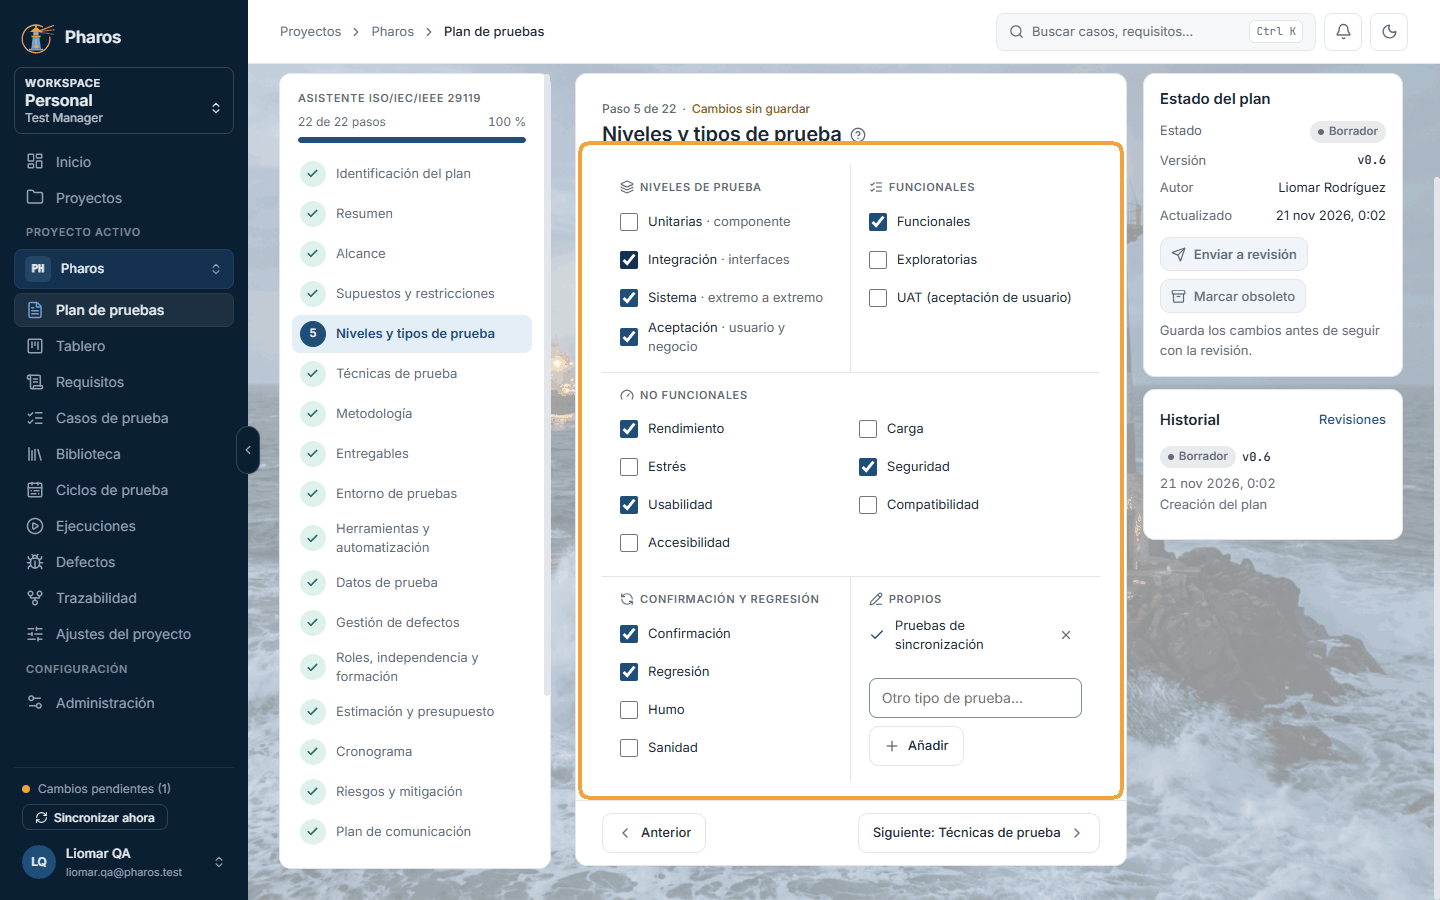 Pharos
WORKSPACE
Personal
Test Manager
Inicio
Proyectos
PROYECTO ACTIVO
PH Pharos
Plan de pruebas
Tablero
Requisitos
Casos de prueba
Biblioteca
Ciclos de prueba
Ejecuciones
Defectos
Trazabilidad
Ajustes del proyecto
CONFIGURACIÓN
Administración
Cambios pendientes (1)
Sincronizar ahora
LQ
Liomar QA
liomar.qa@pharos.test
Proyectos > Pharos > Plan de pruebas
Buscar casos, requisitos... Ctrl K
ASISTENTE ISO/IEC/IEEE 29119
22 de 22 pasos 100 %
Identificación del plan
Resumen
Alcance
Supuestos y restricciones
5 Niveles y tipos de prueba
Técnicas de prueba
Metodología
Entregables
Entorno de pruebas
Herramientas y
automatización
Datos de prueba
Gestión de defectos
Roles, independencia y
formación
Estimación y presupuesto
Cronograma
Riesgos y mitigación
Plan de comunicación
Paso 5 de 22 · Cambios sin guardar
Niveles y tipos de prueba
NIVELES DE PRUEBA
Unitarias · componente
Integración · interfaces
Sistema · extremo a extremo
Aceptación · usuario y
negocio
FUNCIONALES
Funcionales
Exploratorias
UAT (aceptación de usuario)
NO FUNCIONALES
Rendimiento
Carga
Estrés
Seguridad
Usabilidad
Compatibilidad
Accesibilidad
CONFIRMACIÓN Y REGRESIÓN
Confirmación
Regresión
Humo
Sanidad
PROPIOS
Pruebas de
sincronización
Otro tipo de prueba...
Añadir
Anterior
Siguiente: Técnicas de prueba
Estado del plan
Estado Borrador
Versión v0.6
Autor Liomar Rodríguez
Actualizado 21 nov 2026, 0:02
Enviar a revisión
Marcar obsoleto
Guarda los cambios antes de seguir
con la revisión.
Historial Revisiones
Borrador v0.6
21 nov 2026, 0:02
Creación del plan